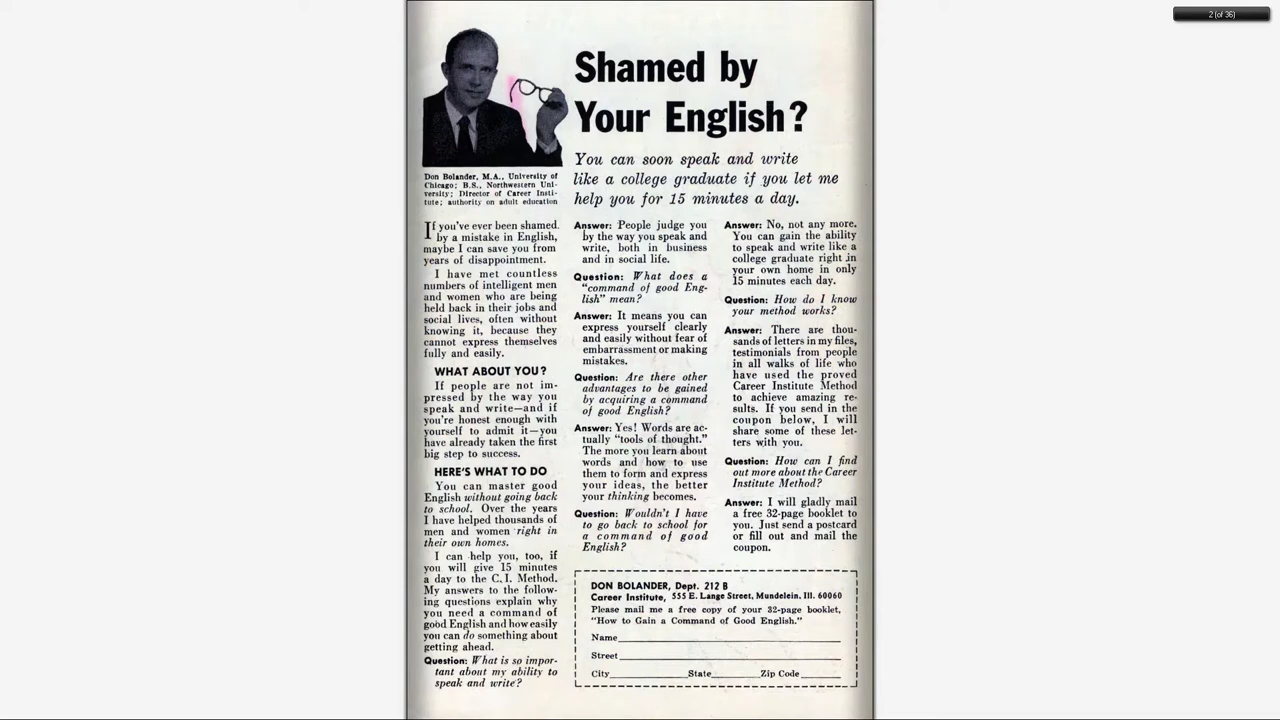 2 (of 36)
Shamed by
Your English?
You can soon speak and write
like a college graduate if you let me
help you for 15 minutes a day.
Don Bolander, M.A., University of
Chicago; B.S., Northwestern Uni-
versity; Director of Career Insti-
tute; authority on adult education
If you've ever been shamed
by a mistake in English,
maybe I can save you from
years of disappointment.
I have met countless
numbers of intelligent men
and women who are being
held back in their jobs and
social lives, often without
knowing it, because they
cannot express themselves
fully and easily.
WHAT ABOUT YOU?
If people are not im-
pressed by the way you
speak and write—and if
you're honest enough with
yourself to admit it—you
have already taken the first
big step to success.
HERE'S WHAT TO DO
You can master good
English without going back
to school. Over the years
I have helped thousands of
men and women right in
their own homes.
I can help you, too, if
you will give 15 minutes
a day to the C.I. Method.
My answers to the follow-
ing questions explain why
you need a command of
good English and how easily
you can do something about
getting ahead.
Question: What is so impor-
tant about my ability to
speak and write?
Answer: People judge you
by the way you speak and
write, both in business
and in social life.
Question: What does a
"command of good Eng-
lish" mean?
Answer: It means you can
express yourself clearly
and easily without fear of
embarrassment or making
mistakes.
Question: Are there other
advantages to be gained
by acquiring a command
of good English?
Answer: Yes! Words are ac-
tually "tools of thought."
The more you learn about
words and how to use
them to form and express
your ideas, the better
your thinking becomes.
Question: Wouldn't I have
to go back to school for
a command of good
English?
Answer: No, not any more.
You can gain the ability
to speak and write like a
college graduate right in
your own home in only
15 minutes each day.
Question: How do I know
your method works?
Answer: There are thou-
sands of letters in my files,
testimonials from people
in all walks of life who
have used the proved
Career Institute Method
to achieve amazing re-
sults. If you send in the
coupon below, I will
share some of these let-
ters with you.
Question: How can I find
out more about the Career
Institute Method?
Answer: I will gladly mail
a free 32-page booklet to
you. Just send a postcard
or fill out and mail the
coupon.
DON BOLANDER, Dept. 212 B
Career Institute, 555 E. Lange Street, Mundelein, Ill. 60060
Please mail me a free copy of your 32-page booklet,
"How to Gain a Command of Good English."
Name
Street
City State Zip Code